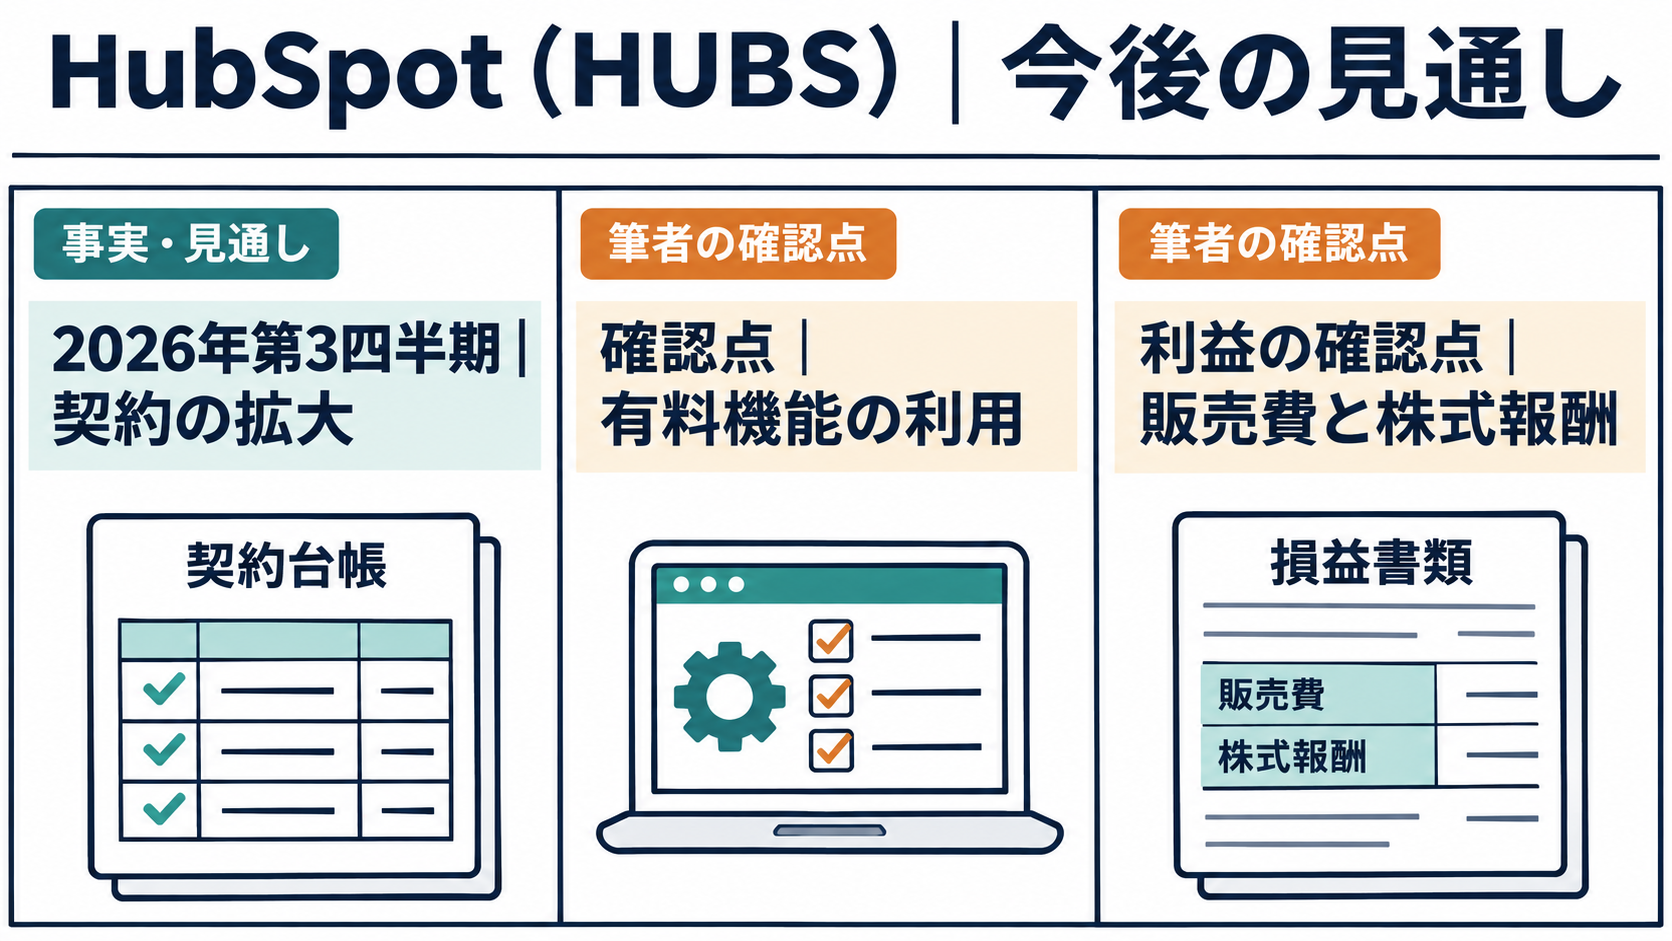 HubSpot（HUBS）｜今後の見通し
事実・見通し
2026年第3四半期｜
契約の拡大
契約台帳
筆者の確認点
確認点｜
有料機能の利用
筆者の確認点
利益の確認点｜
販売費と株式報酬
損益書類
販売費
株式報酬